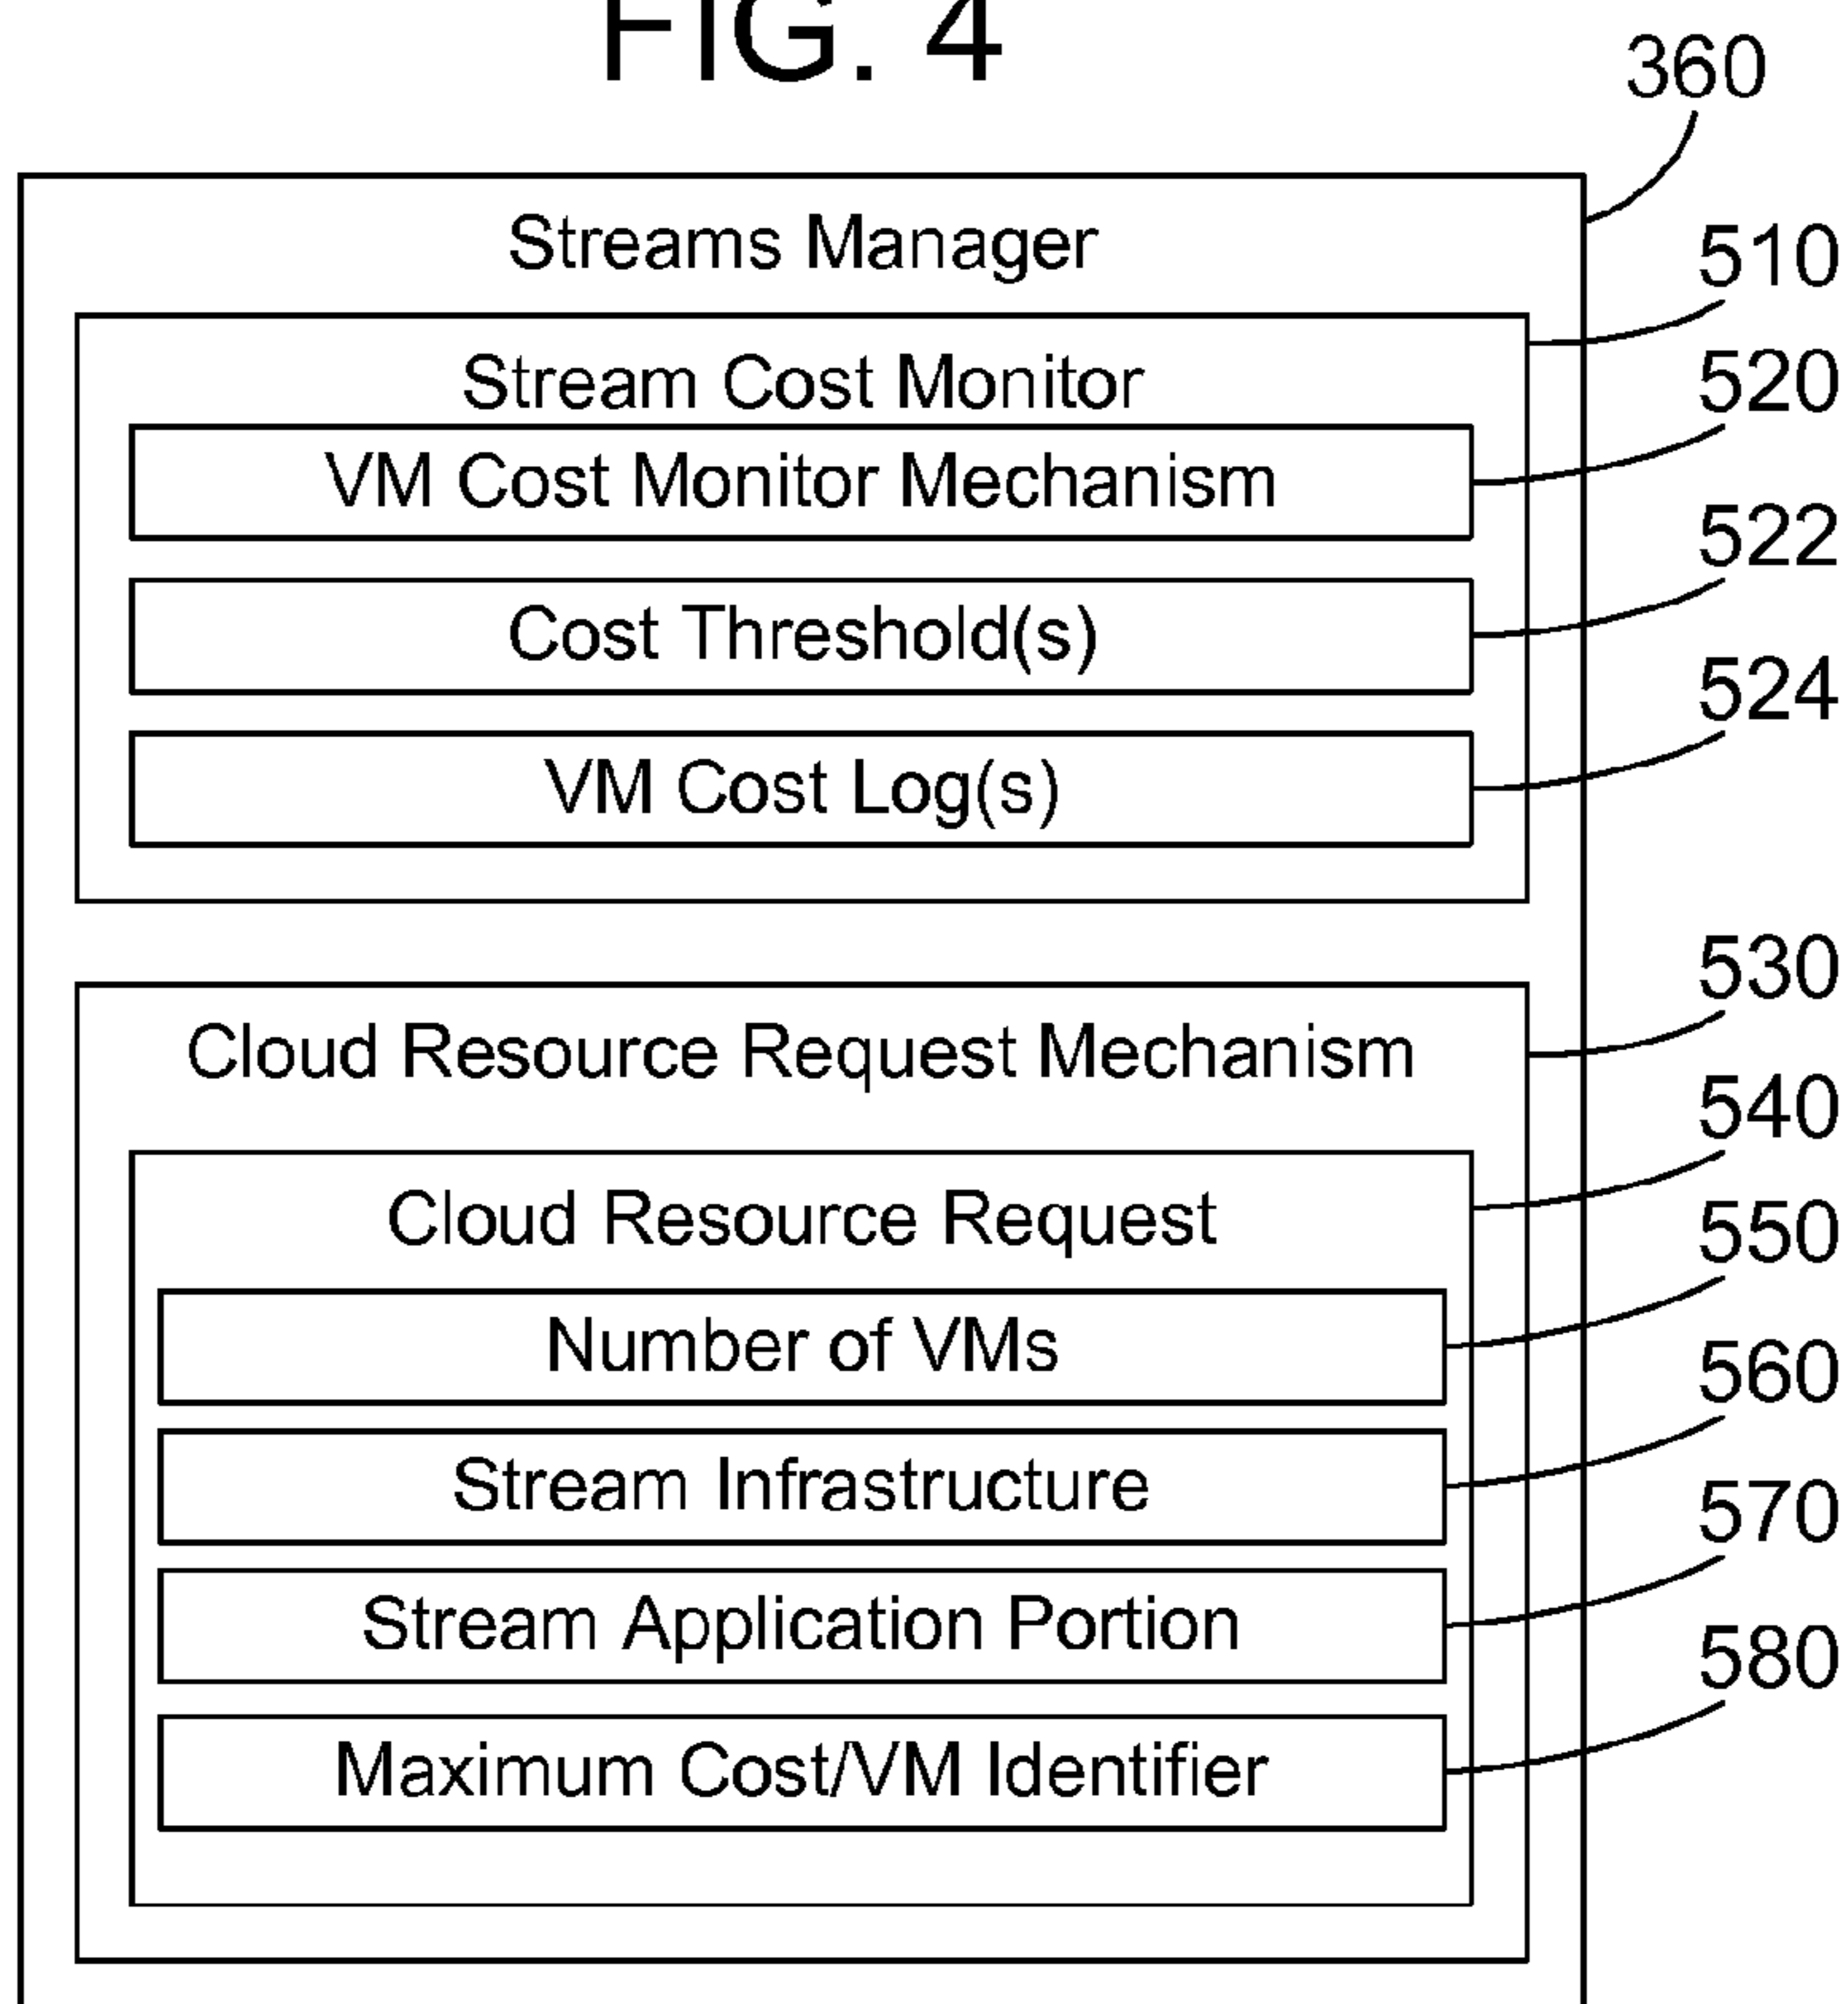 FIG. 4
360
Streams Manager
510
Stream Cost Monitor
520
VM Cost Monitor Mechanism
522
Cost Threshold(s)
524
VM Cost Log(s)
530
Cloud Resource Request Mechanism
540
Cloud Resource Request
550
Number of VMs
560
Stream Infrastructure
570
Stream Application Portion
580
Maximum Cost/VM Identifier